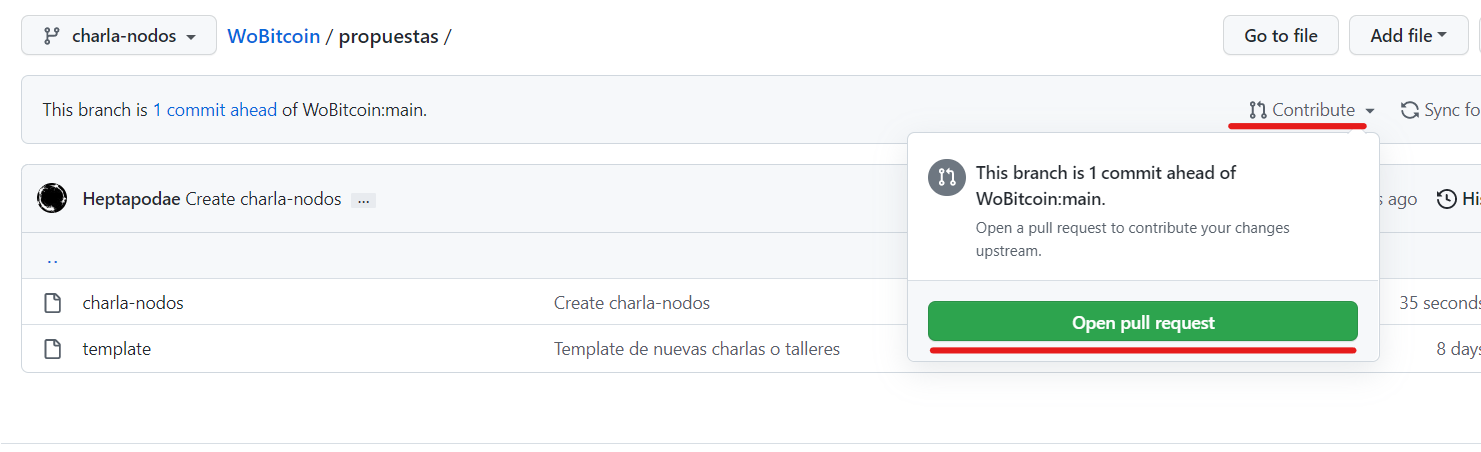 charla-nodos
WoBitcoin / propuestas /
Go to file
Add file
This branch is 1 commit ahead of WoBitcoin:main.
Contribute
Sync
This branch is 1 commit ahead of
WoBitcoin:main.
Open a pull request to contribute your changes
upstream.
Open pull request
Heptapodae Create charla-nodos ...
ago
..
charla-nodos Create charla-nodos 35
template Template de nuevas charlas o talleres 8 days